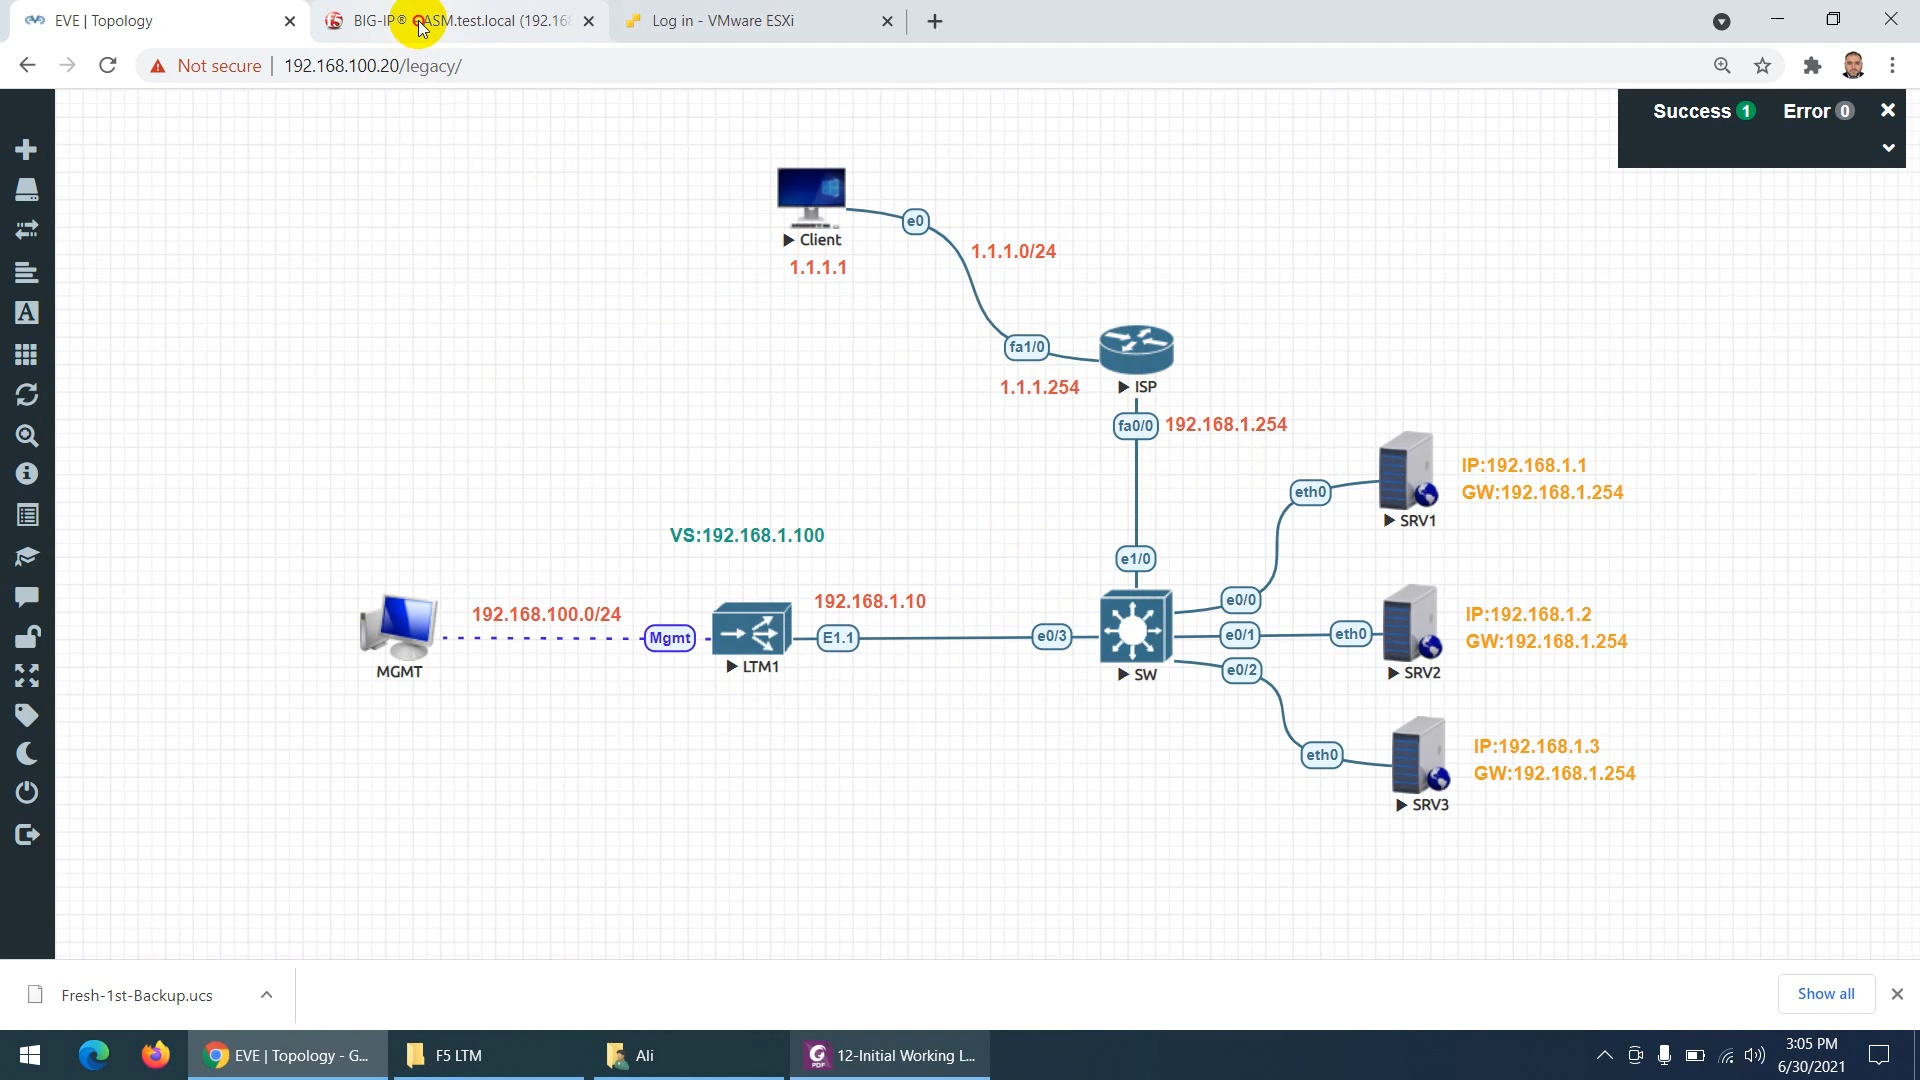 EVE | Topology
BIG-IP® - ASM.test.local (192.168
Log in - VMware ESXi
Not secure
192.168.100.20/legacy/
Success 1
Error 0
Client
1.1.1.1
e0
1.1.1.0/24
fa1/0
1.1.1.254
ISP
fa0/0
192.168.1.254
e1/0
SW
VS:192.168.1.100
MGMT
192.168.100.0/24
Mgmt
LTM1
192.168.1.10
E1.1
e0/3
e0/0
e0/1
e0/2
eth0
SRV1
IP:192.168.1.1
GW:192.168.1.254
eth0
SRV2
IP:192.168.1.2
GW:192.168.1.254
eth0
SRV3
IP:192.168.1.3
GW:192.168.1.254
Fresh-1st-Backup.ucs
Show all
EVE | Topology - G...
F5 LTM
Ali
12-Initial Working L...
3:05 PM
6/30/2021